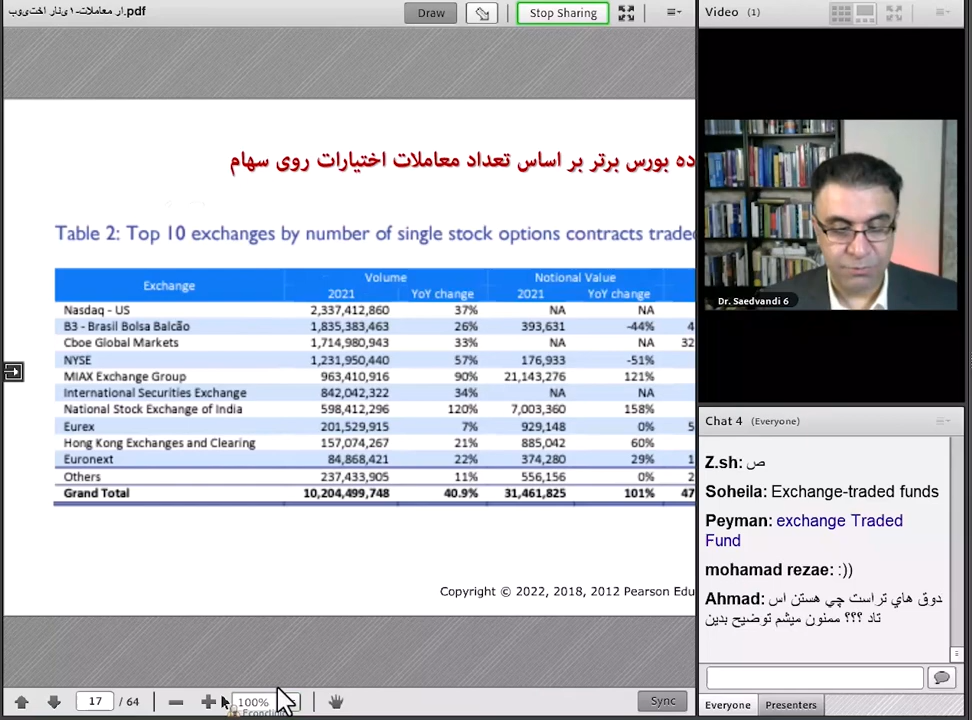 ار معاملات-۱ینار اختیوب.pdf
Draw
Stop Sharing
Video (1)
ده بورس برتر بر اساس تعداد معاملات اختیارات روی سهام
Table 2: Top 10 exchanges by number of single stock options contracts traded
Exchange Volume Notional Value
2021 YoY change 2021 YoY change
Nasdaq - US 2,337,412,860 37% NA NA
B3 - Brasil Bolsa Balcão 1,835,383,463 26% 393,631 -44% 4
Cboe Global Markets 1,714,980,943 33% NA NA 32
NYSE 1,231,950,440 57% 176,933 -51%
MIAX Exchange Group 963,410,916 90% 21,143,276 121%
International Securities Exchange 842,042,322 34% NA NA
National Stock Exchange of India 598,412,296 120% 7,003,360 158%
Eurex 201,529,915 7% 929,148 0% 5
Hong Kong Exchanges and Clearing 157,074,267 21% 885,042 60%
Euronext 84,868,421 22% 374,280 29% 1
Others 237,433,905 11% 556,156 0% 2
Grand Total 10,204,499,748 40.9% 31,461,825 101% 47
Copyright © 2022, 2018, 2012 Pearson Edu
17 / 64
100%
Sync
Dr. Saedvandi 6
Chat 4 (Everyone)
Z.sh: ص
Soheila: Exchange-traded funds
Peyman: exchange Traded
Fund
mohamad rezae: :))
Ahmad: دوق هاي تراست چي هستن اس
تاد ؟؟؟ ممنون ميشم توضيح بدين
Everyone
Presenters